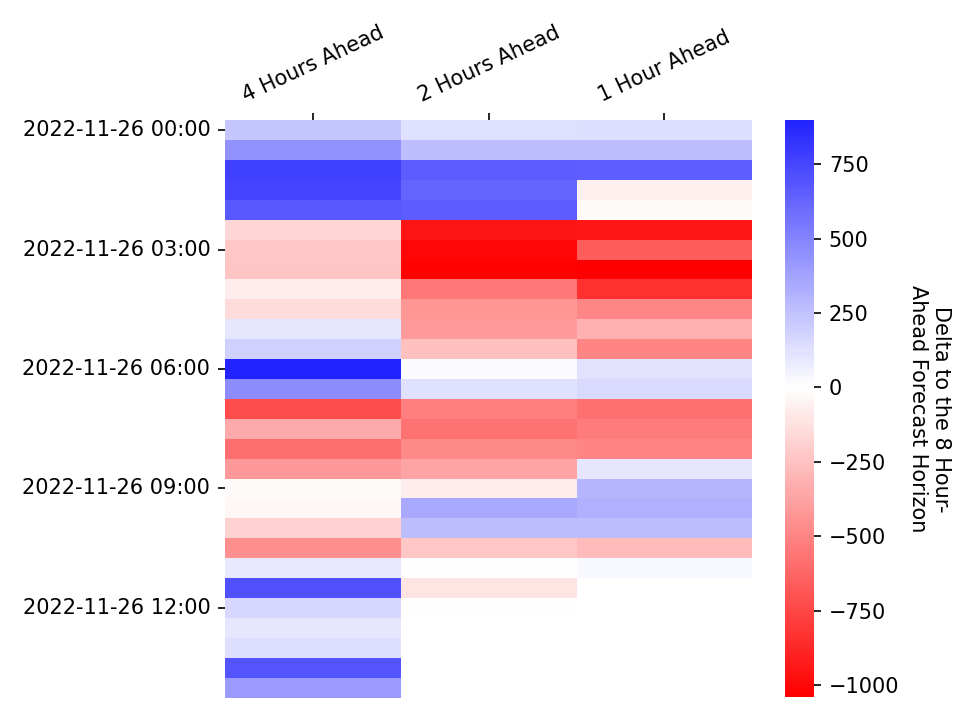 4 Hours Ahead
2 Hours Ahead
1 Hour Ahead
2022-11-26 00:00
2022-11-26 03:00
2022-11-26 06:00
2022-11-26 09:00
2022-11-26 12:00
750
500
250
0
−250
−500
−750
−1000
Delta to the 8 Hour-
Ahead Forecast Horizon